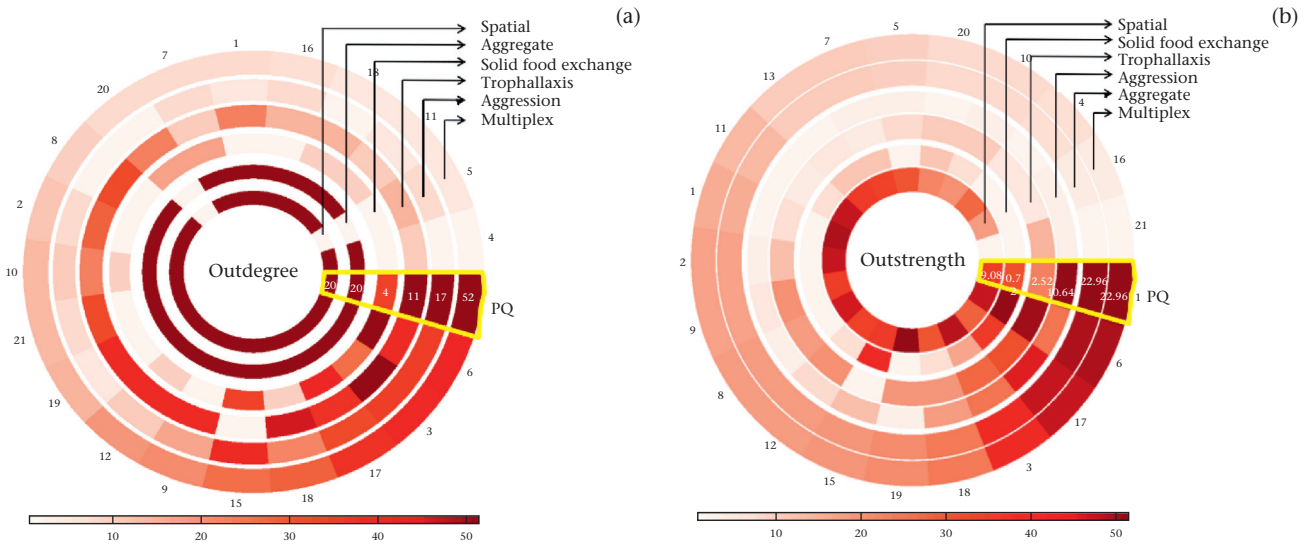 (a)
Spatial
Aggregate
Solid food exchange
Trophallaxis
Aggression
Multiplex
1
16
18
11
5
4
PQ
6
3
17
18
15
9
12
19
21
10
2
8
20
7
Outdegree
20 20 4 11 17 52
10 20 30 40 50
(b)
Spatial
Solid food exchange
Trophallaxis
Aggression
Aggregate
Multiplex
5
20
10
4
16
21
1 PQ
6
17
3
18
19
15
12
8
9
2
1
11
13
7
Outstrength
9.08 0.7 2.52 10.64 22.96 22.96
2
10 20 30 40 50